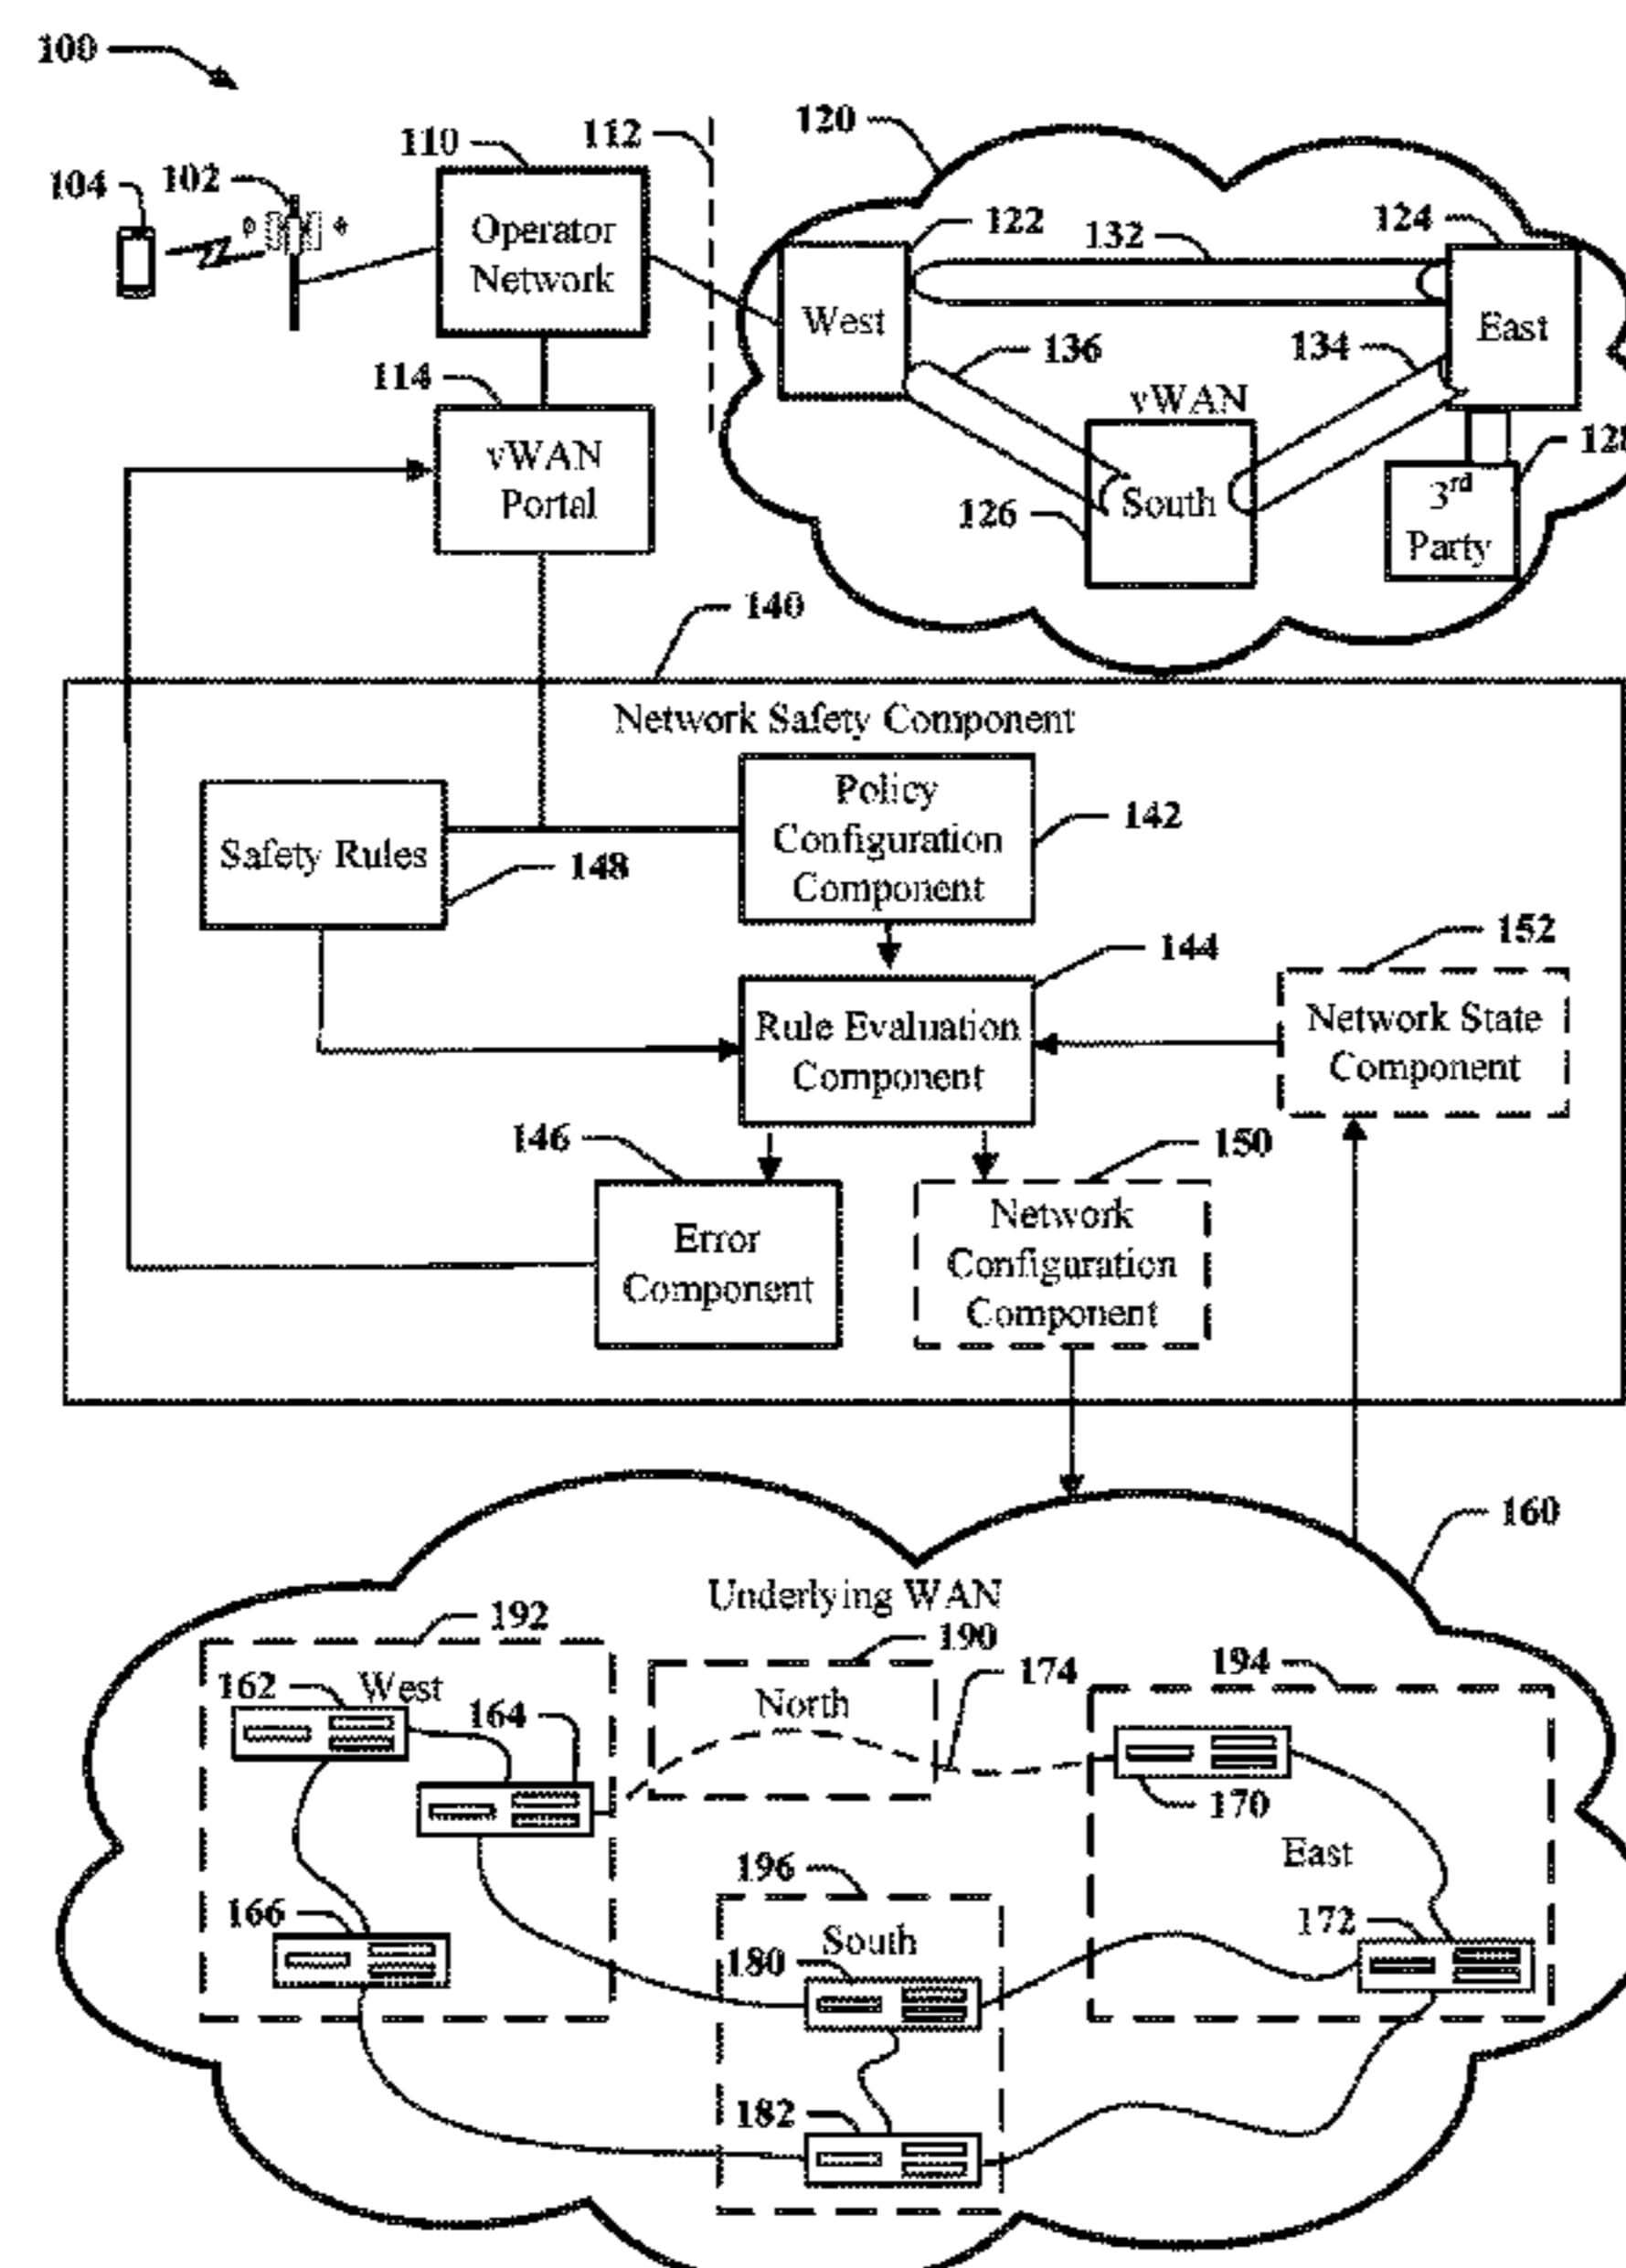 100
110
112
120
104
102
Operator
Network
122
132
124
West
East
136
134
114
vWAN
vWAN
Portal
126
South
3rd
Party
128
140
Network Safety Component
Policy
Configuration
Component
142
Safety Rules
148
144
152
Rule Evaluation
Component
Network State
Component
146
150
Error
Component
Network
Configuration
Component
160
Underlying WAN
192
190
174
194
162
West
164
North
170
East
196
166
South
172
180
182